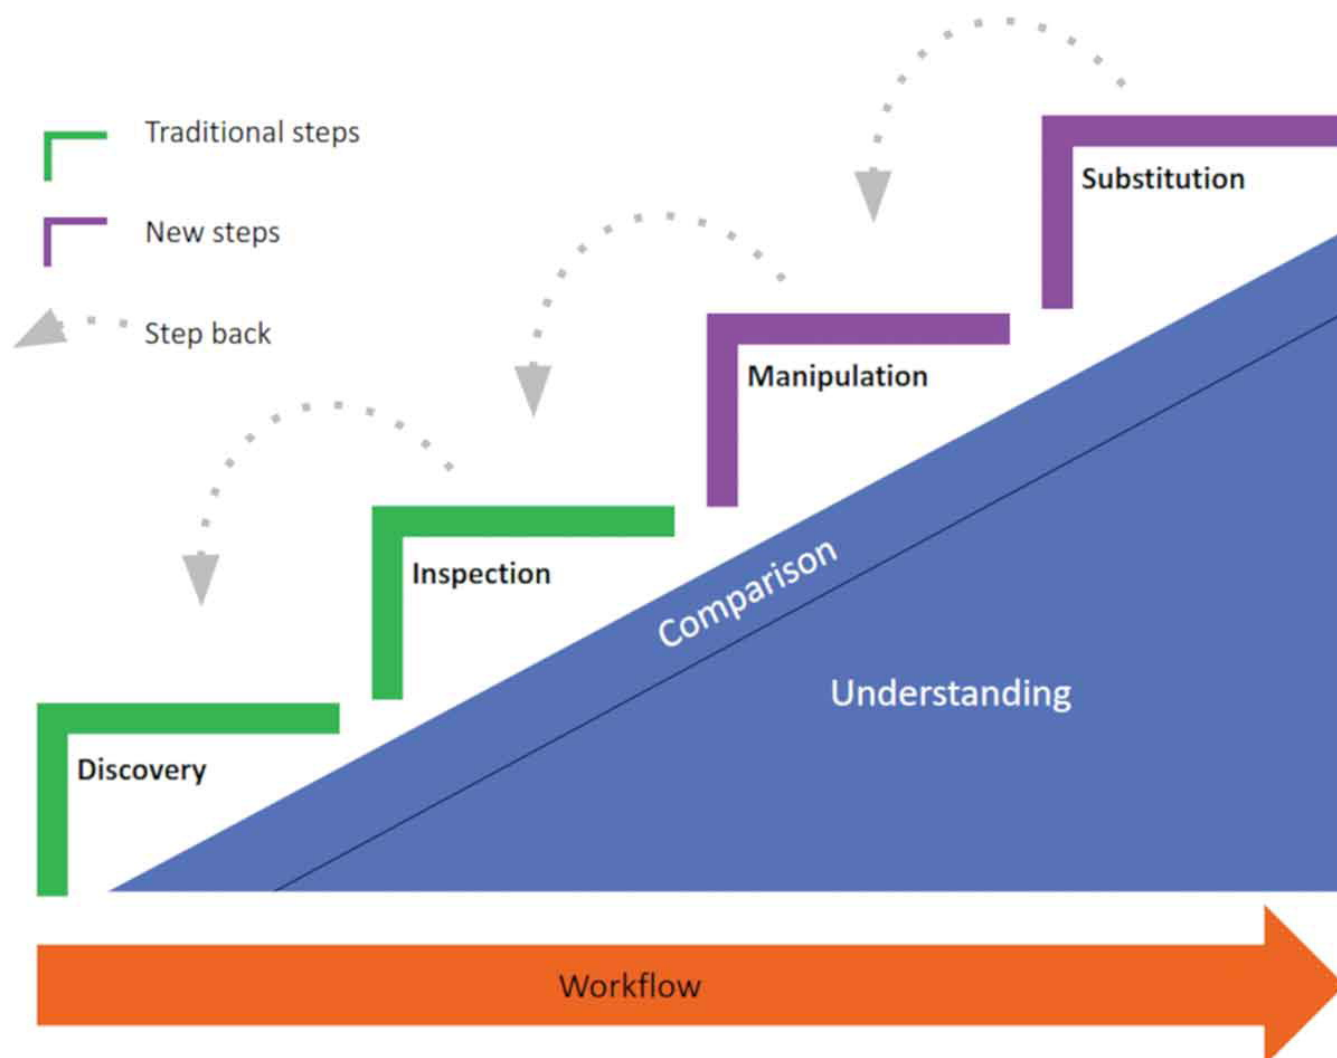 Traditional steps
New steps
Step back
Substitution
Manipulation
Inspection
Discovery
Comparison
Understanding
Workflow